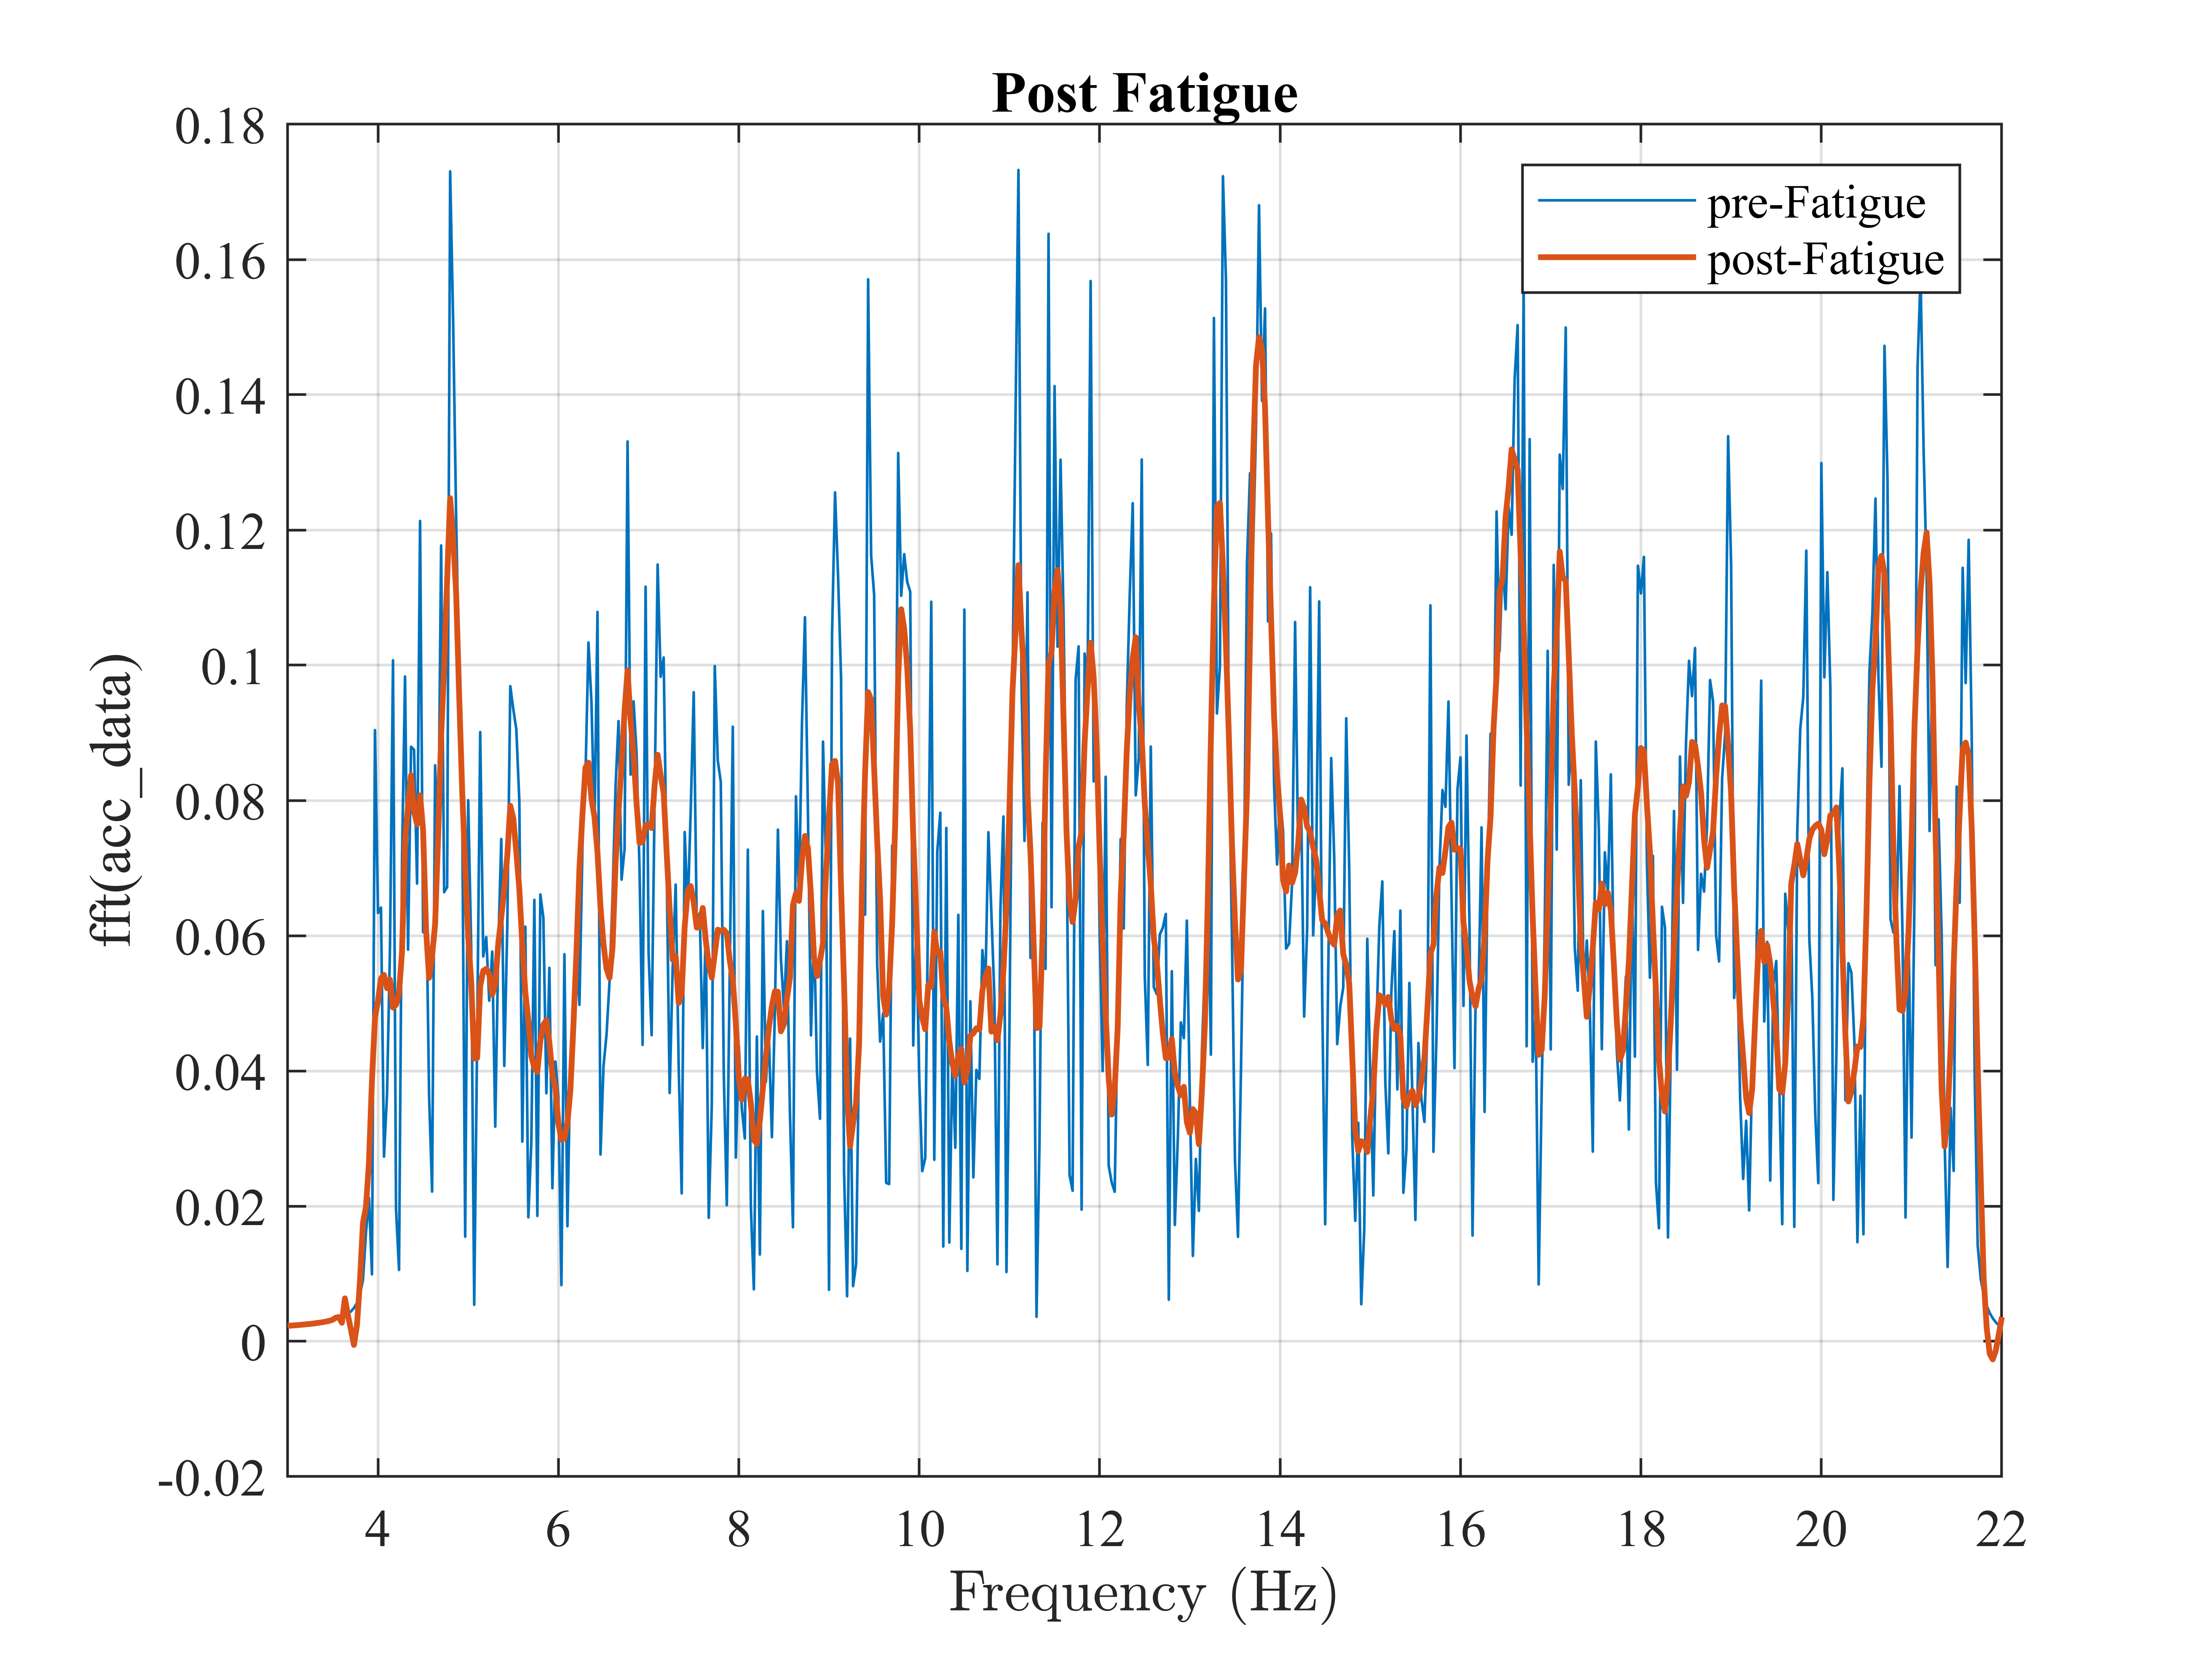 Post Fatigue
pre-Fatigue
post-Fatigue
0.18
0.16
0.14
0.12
0.1
0.08
0.06
0.04
0.02
0
-0.02
fft(acc_data)
4 6 8 10 12 14 16 18 20 22
Frequency (Hz)